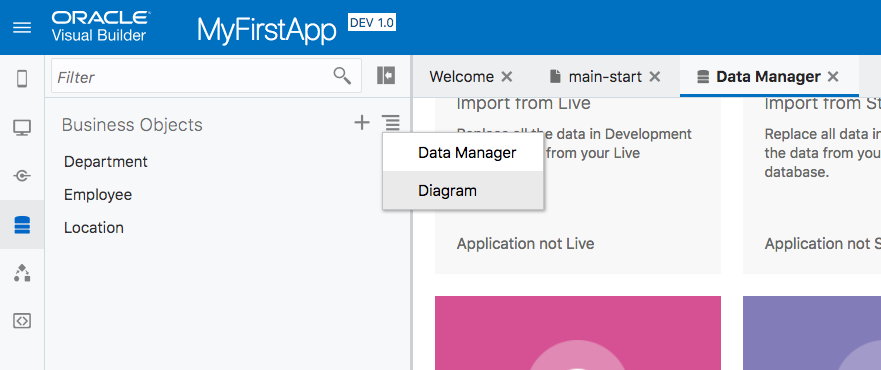 ORACLE
Visual Builder
MyFirstApp
DEV 1.0
Filter
Welcome
main-start
Data Manager
Business Objects
Department
Employee
Location
Data Manager
Diagram
Import from Live
Replace all the data in Development
from your Live
Application not Live
Import from St
Replace all data in
the data from you
database.
Application not S